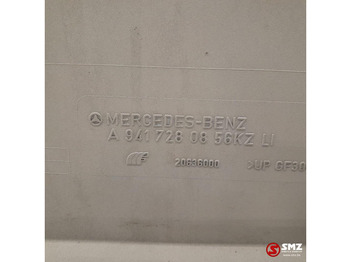 MERCEDES-BENZ
A 941 728 08 56KZ LI
20636000 >UP GF30
SMZ